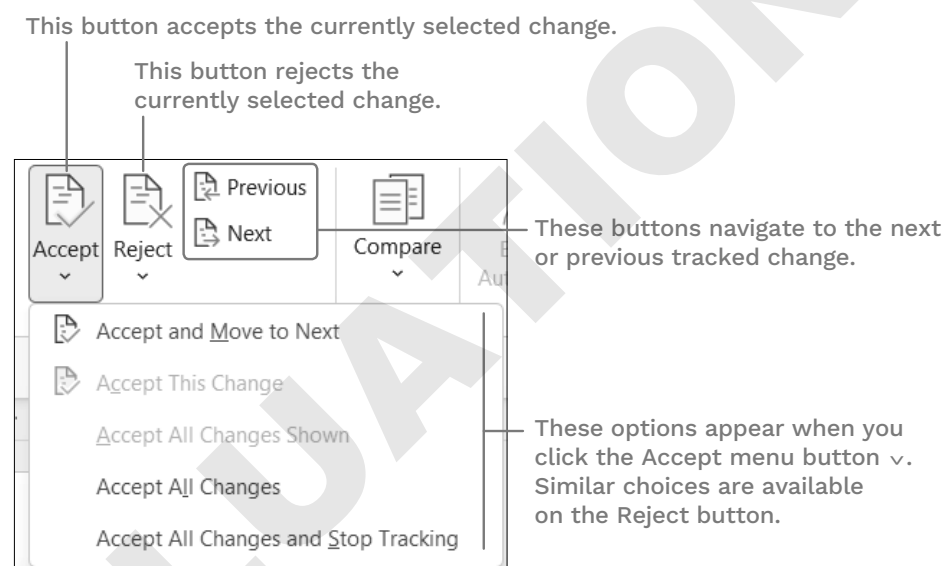 This button accepts the currently selected change.
This button rejects the
currently selected change.
Previous
Next
Accept
Reject
Compare
These buttons navigate to the next
or previous tracked change.
Accept and Move to Next
Accept This Change
Accept All Changes Shown
Accept All Changes
Accept All Changes and Stop Tracking
These options appear when you
click the Accept menu button ⌄.
Similar choices are available
on the Reject button.